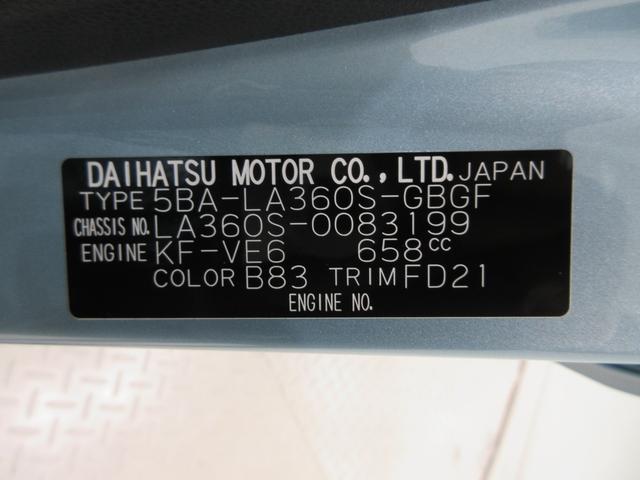 DAIHATSU MOTOR CO.,LTD. JAPAN
TYPE 5BA-LA360S-GBGF
CHASSIS NO. LA360S-0083199
ENGINE KF-VE6 658cc
COLOR B83 TRIM FD21
ENGINE NO.